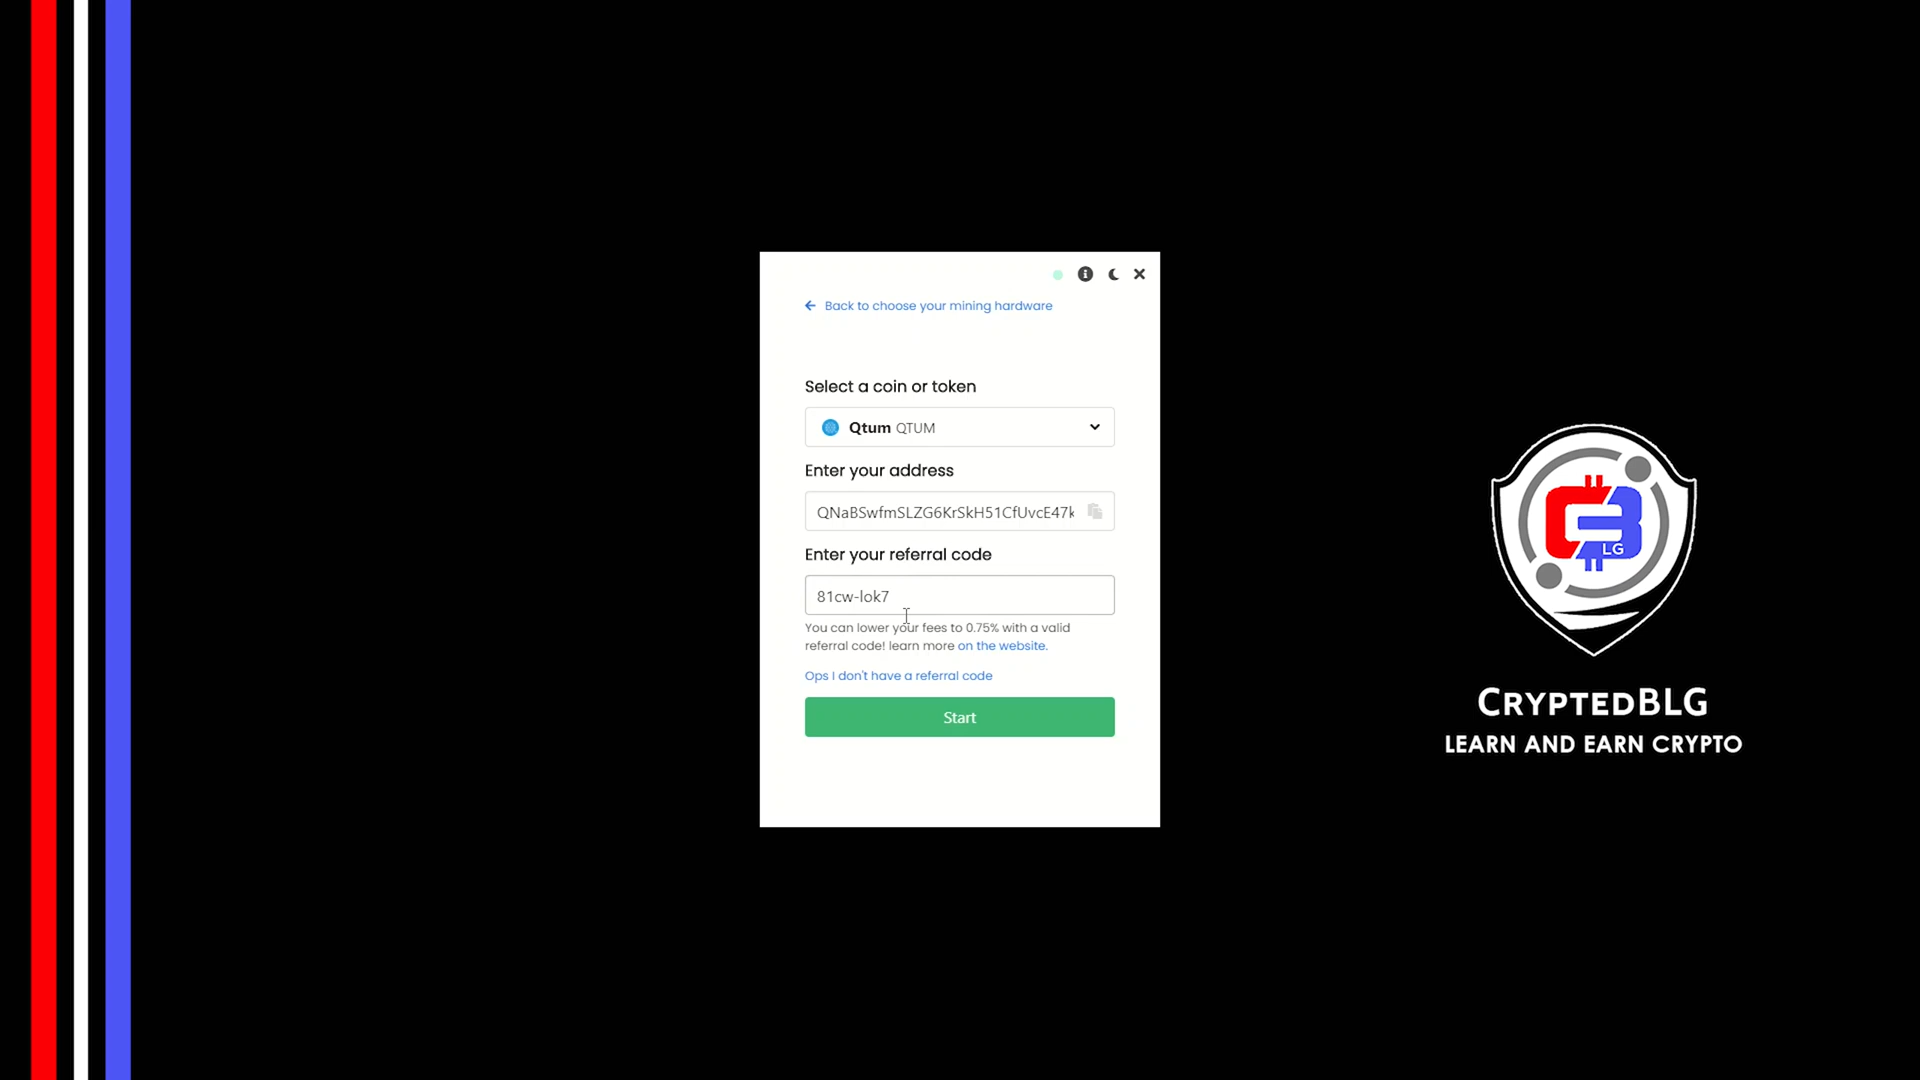 Back to choose your mining hardware
Select a coin or token
Qtum QTUM
Enter your address
QNaBSwfmSLZG6KrSkH51CfUvcE47k
Enter your referral code
81cw-lok7
You can lower your fees to 0.75% with a valid
referral code! learn more on the website.
Ops I don't have a referral code
Start
LG
CRYPTEDBLG
LEARN AND EARN CRYPTO